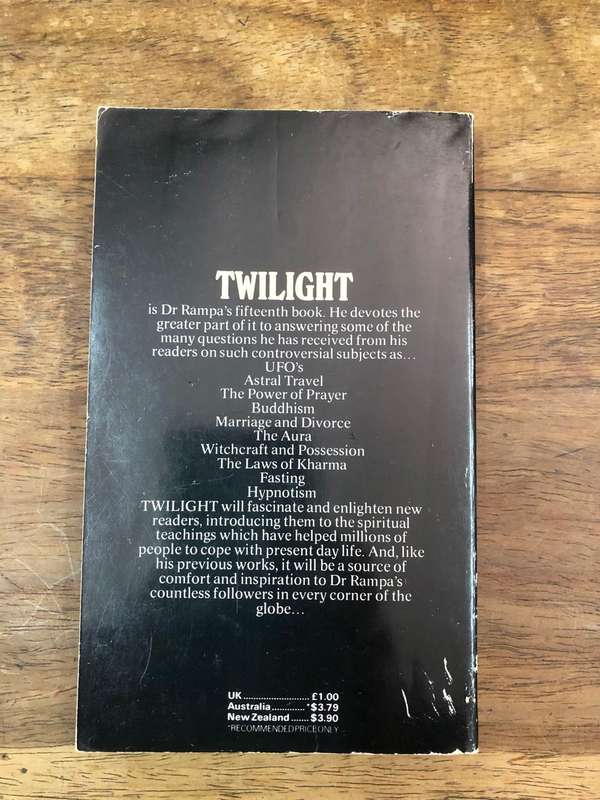 TWILIGHT
is Dr Rampa's fifteenth book. He devotes the
greater part of it to answering some of the
many questions he has received from his
readers on such controversial subjects as...
UFO's
Astral Travel
The Power of Prayer
Buddhism
Marriage and Divorce
The Aura
Witchcraft and Possession
The Laws of Kharma
Fasting
Hypnotism
TWILIGHT will fascinate and enlighten new
readers, introducing them to the spiritual
teachings which have helped millions of
people to cope with present day life. And, like
his previous works, it will be a source of
comfort and inspiration to Dr Rampa's
countless followers in every corner of the
globe...
UK .......................... £1.00
Australia ............. *$3.79
New Zealand ....... $3.90
*RECOMMENDED PRICE ONLY